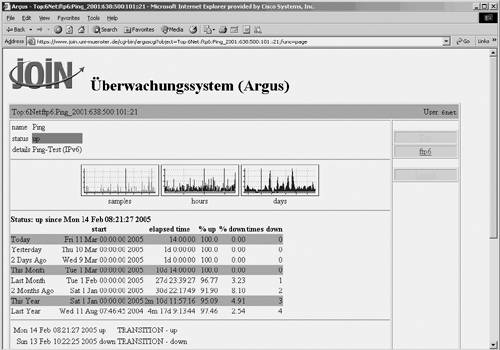 Argus - Top:6Net:ftp6:Ping_2001:638:500:101::21 - Microsoft Internet Explorer provided by Cisco Systems, Inc.
File Edit View Favorites Tools Help
Back Search Favorites
Address https://www.join.uni-muenster.de/cgi-bin/arguscgi?object=Top:6Net:ftp6:Ping_2001:638:500:101::21;func=page Go Links
JOIN Überwachungssystem (Argus)
Top:6Net:ftp6:Ping_2001:638:500:101::21 User: 6net
name Ping
status up
details Ping-Test (IPv6)
ftp6
samples hours days
Status: up since Mon 14 Feb 08:21:27 2005
start elapsed time % up % down times down
Today Fri 11 Mar 00:00:00 2005 14:00:00 100.0 0.00 0
Yesterday Thu 10 Mar 00:00:00 2005 1d 0:00:00 100.0 0.00 0
2 Days Ago Wed 9 Mar 00:00:00 2005 1d 0:00:00 100.0 0.00 0
This Month Tue 1 Mar 00:00:00 2005 10d 14:00:00 100.0 0.00 0
Last Month Tue 1 Feb 00:00:00 2005 27d 23:39:27 96.77 3.23 1
2 Months Ago Sat 1 Jan 00:00:00 2005 30d 22:17:49 91.90 8.10 2
This Year Sat 1 Jan 00:00:00 2005 2m 10d 11:57:16 95.09 4.91 3
Last Year Wed 11 Aug 07:46:45 2004 4m 17d 9:13:44 97.46 2.54 4
Mon 14 Feb 08:21:27 2005 up TRANSITION - up
Sun 13 Feb 10:22:25 2005 down TRANSITION - down